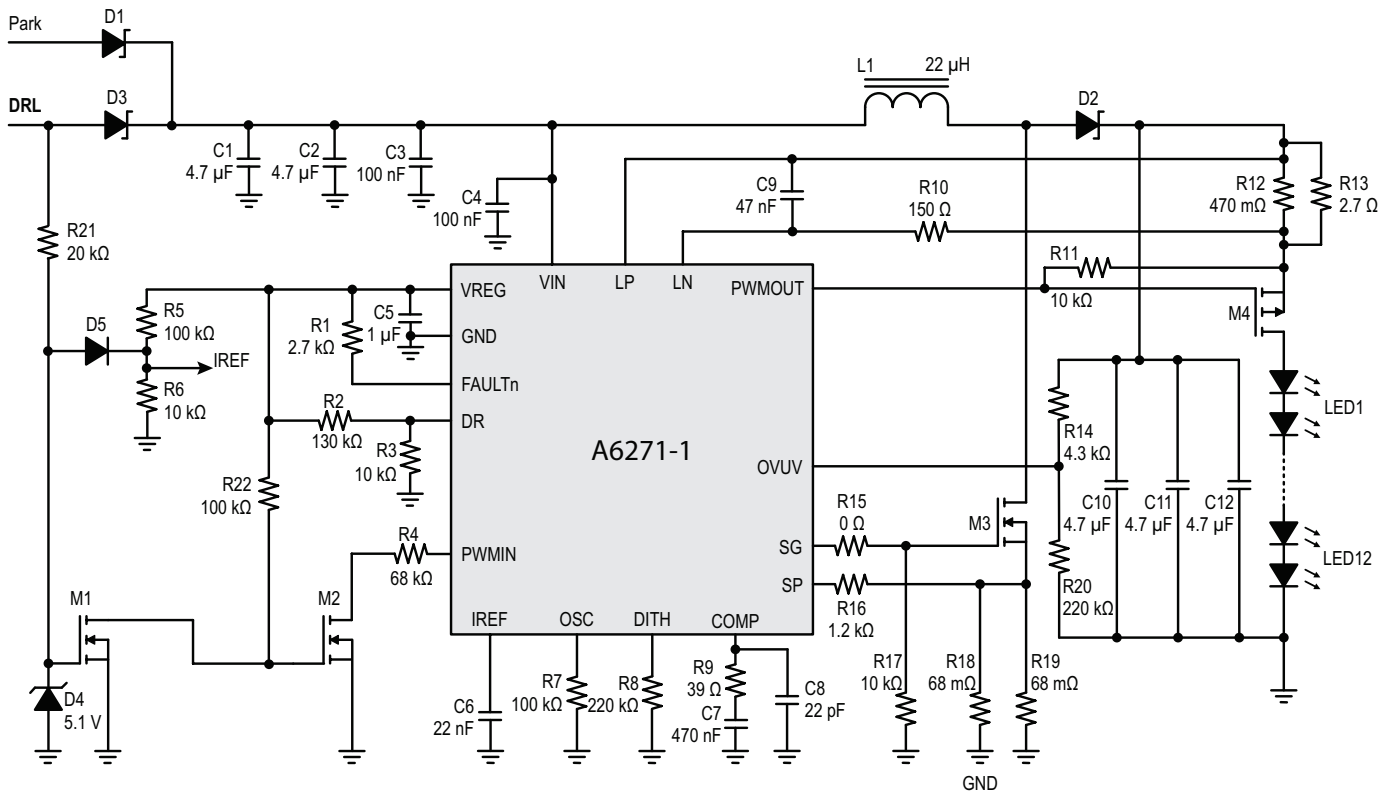 Park
D1
DRL
D3
C1
4.7 µF
C2
4.7 µF
C3
100 nF
C4
100 nF
L1
22 µH
D2
C9
47 nF
R10
150 Ω
R12
470 mΩ
R13
2.7 Ω
R11
10 kΩ
M4
R21
20 kΩ
D5
R5
100 kΩ
IREF
R6
10 kΩ
R1
2.7 kΩ
C5
1 µF
R2
130 kΩ
R3
10 kΩ
R22
100 kΩ
R4
68 kΩ
M1
M2
D4
5.1 V
VREG
VIN
LP
LN
PWMOUT
GND
FAULTn
DR
A6271-1
OVUV
PWMIN
SG
SP
IREF
OSC
DITH
COMP
C6
22 nF
R7
100 kΩ
R8
220 kΩ
R9
39 Ω
C7
470 nF
C8
22 pF
R15
0 Ω
R16
1.2 kΩ
M3
R17
10 kΩ
R18
68 mΩ
R19
68 mΩ
GND
R14
4.3 kΩ
R20
220 kΩ
C10
4.7 µF
C11
4.7 µF
C12
4.7 µF
LED1
LED12